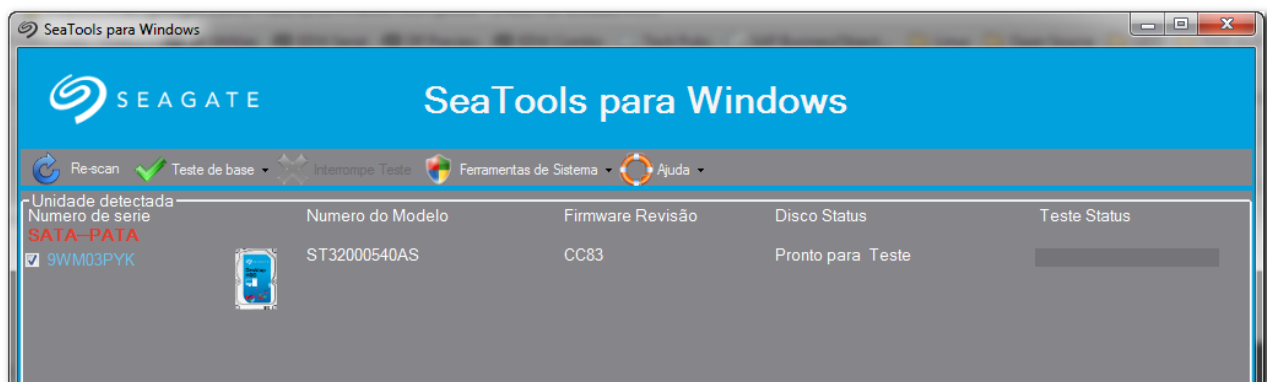 SeaTools para Windows
SEAGATE
SeaTools para Windows
Re-scan Teste de base Interrompe Teste Ferramentas de Sistema Ajuda
Unidade detectada
Numero de serie Numero do Modelo Firmware Revisão Disco Status Teste Status
SATA--PATA
9WM03PYK ST32000540AS CC83 Pronto para Teste